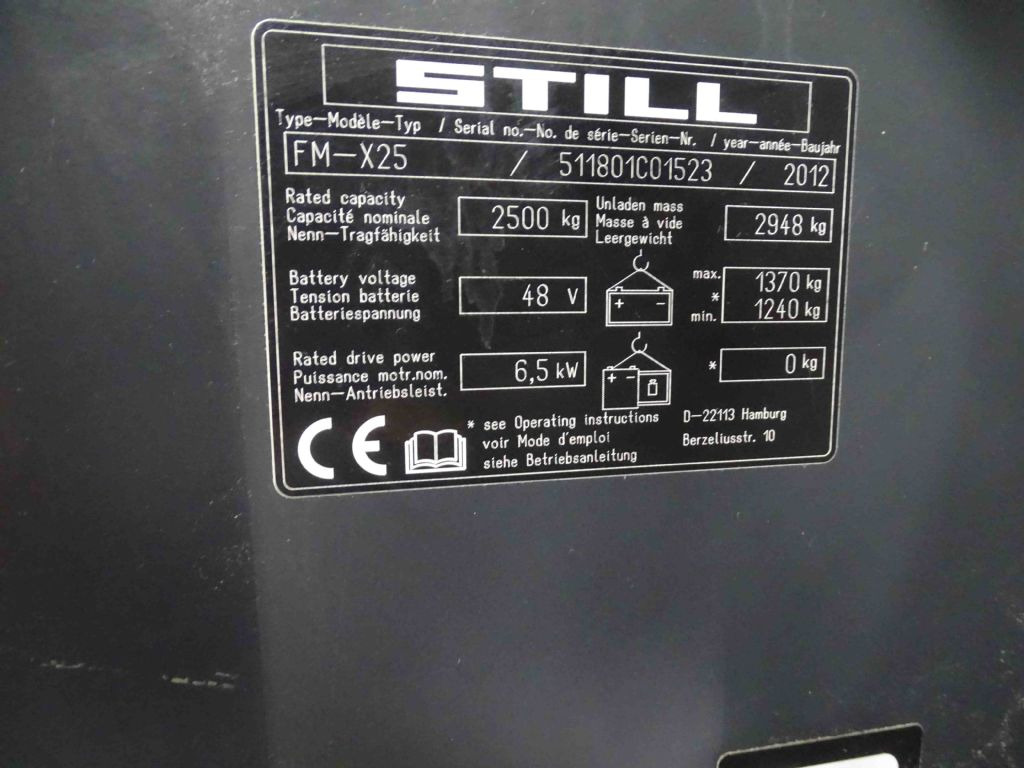 STILL
Type-Modèle-Typ / Serial no.-No. de série-Serien-Nr. / year-année-Baujahr
FM-X25 / 511801C01523 / 2012
Rated capacity
Capacité nominale
Nenn-Tragfähigkeit
2500 kg
Unladen mass
Masse à vide
Leergewicht
2948 kg
Battery voltage
Tension batterie
Batteriespannung
48 V
+ -
max. 1370 kg
*
min. 1240 kg
Rated drive power
Puissance motr.nom.
Nenn-Antriebsleist.
6,5 kW
+ -
* 0 kg
CE
* see Operating instructions
voir Mode d'emploi
siehe Betriebsanleitung
D-22113 Hamburg
Berzeliusstr. 10